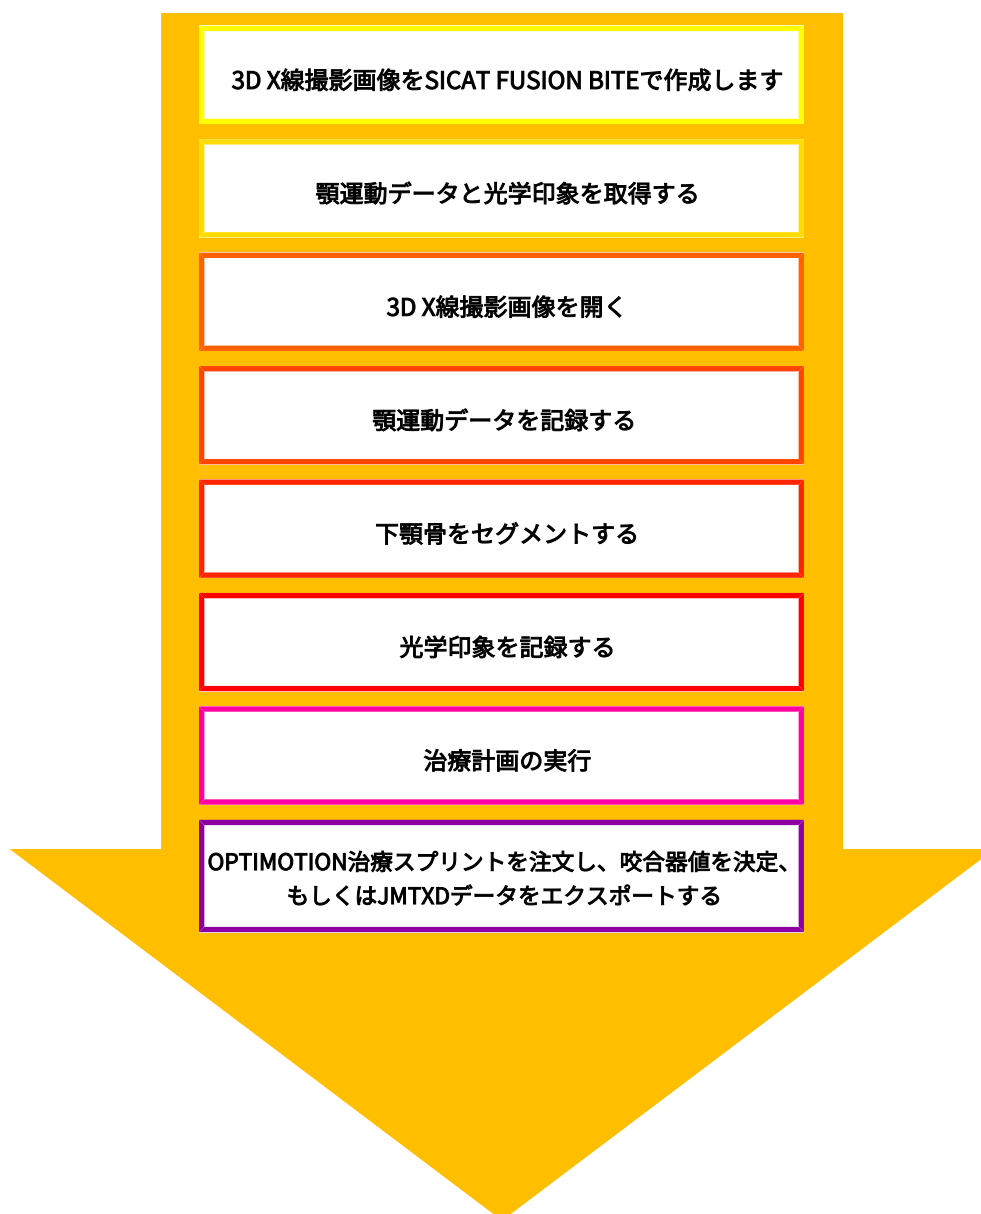 3D X線撮影画像をSICAT FUSION BITEで作成します
顎運動データと光学印象を取得する
3D X線撮影画像を開く
顎運動データを記録する
下顎骨をセグメントする
光学印象を記録する
治療計画の実行
OPTIMOTION治療スプリントを注文し、咬合器値を決定、
もしくはJMTXDデータをエクスポートする